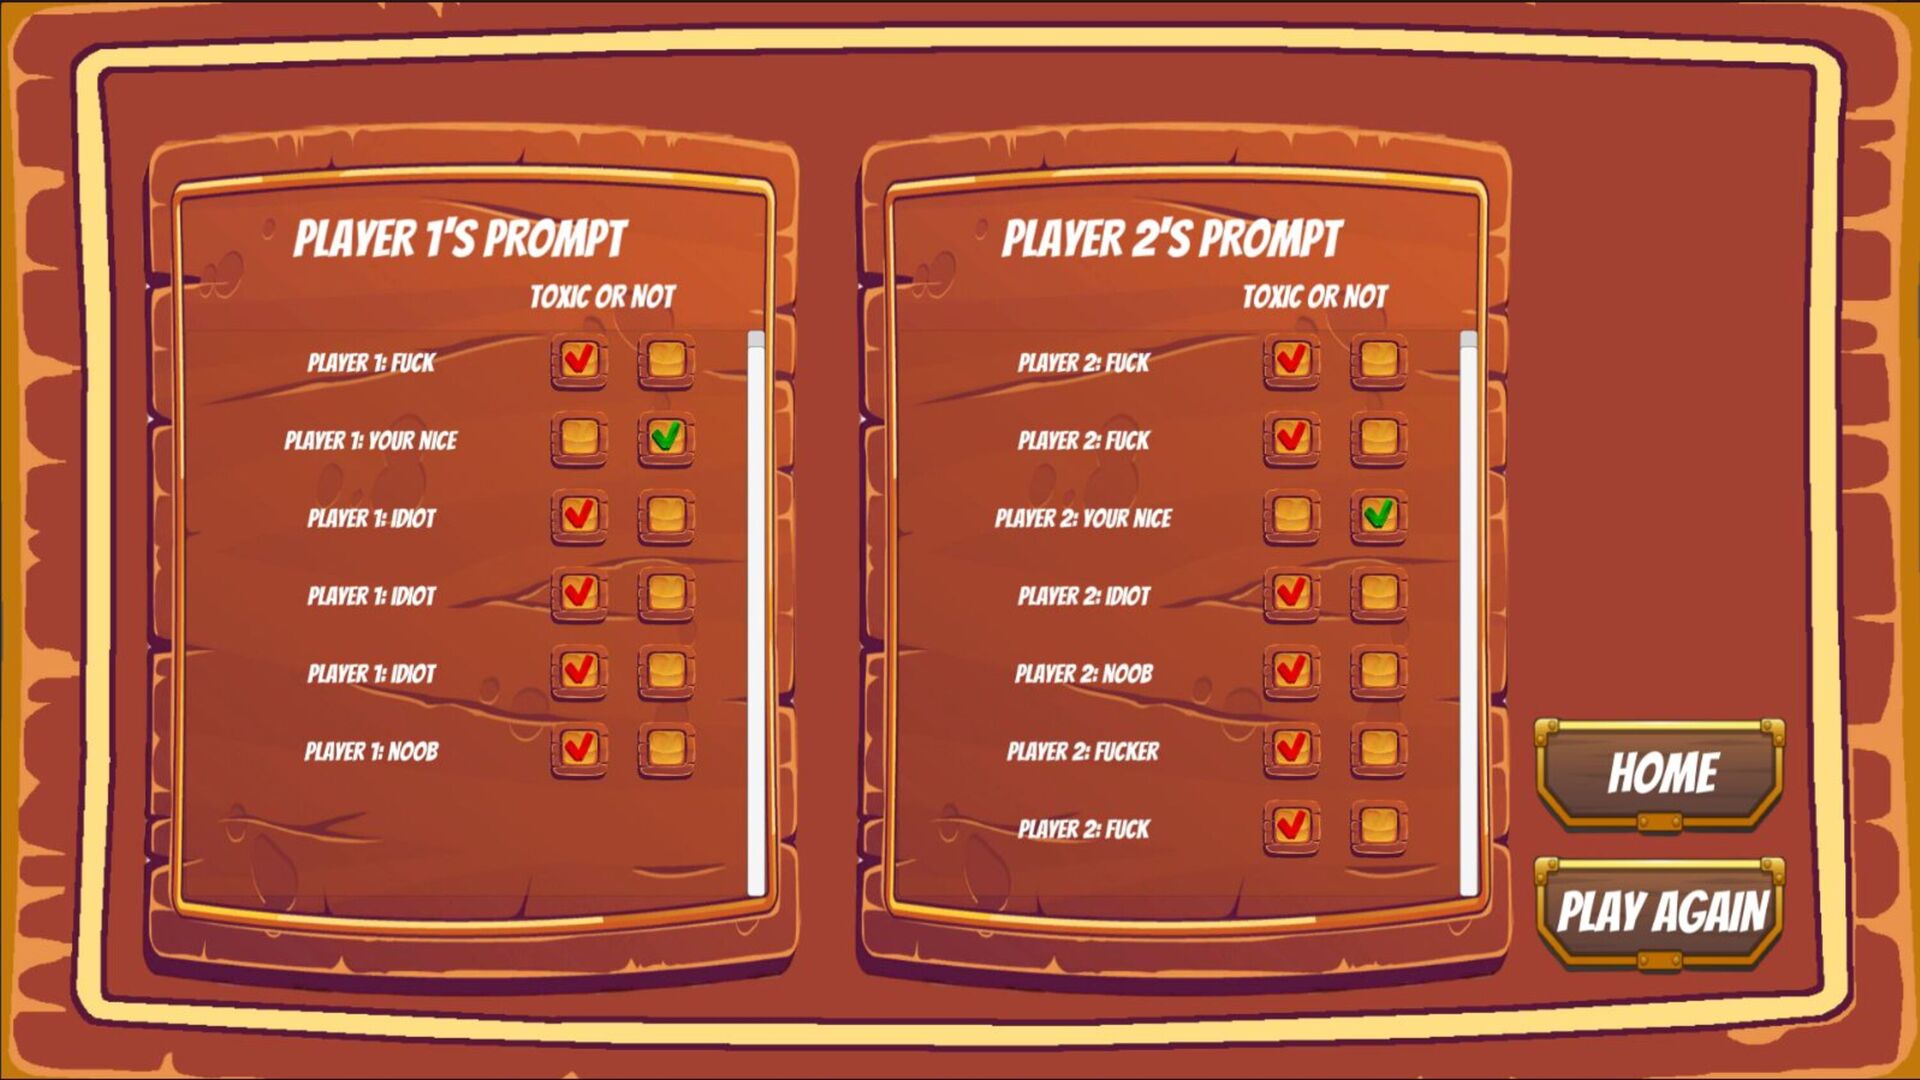 PLAYER 1'S PROMPT
TOXIC OR NOT
PLAYER 1: FUCK
PLAYER 1: YOUR NICE
PLAYER 1: IDIOT
PLAYER 1: IDIOT
PLAYER 1: IDIOT
PLAYER 1: NOOB
PLAYER 2'S PROMPT
TOXIC OR NOT
PLAYER 2: FUCK
PLAYER 2: FUCK
PLAYER 2: YOUR NICE
PLAYER 2: IDIOT
PLAYER 2: NOOB
PLAYER 2: FUCKER
PLAYER 2: FUCK
HOME
PLAY AGAIN